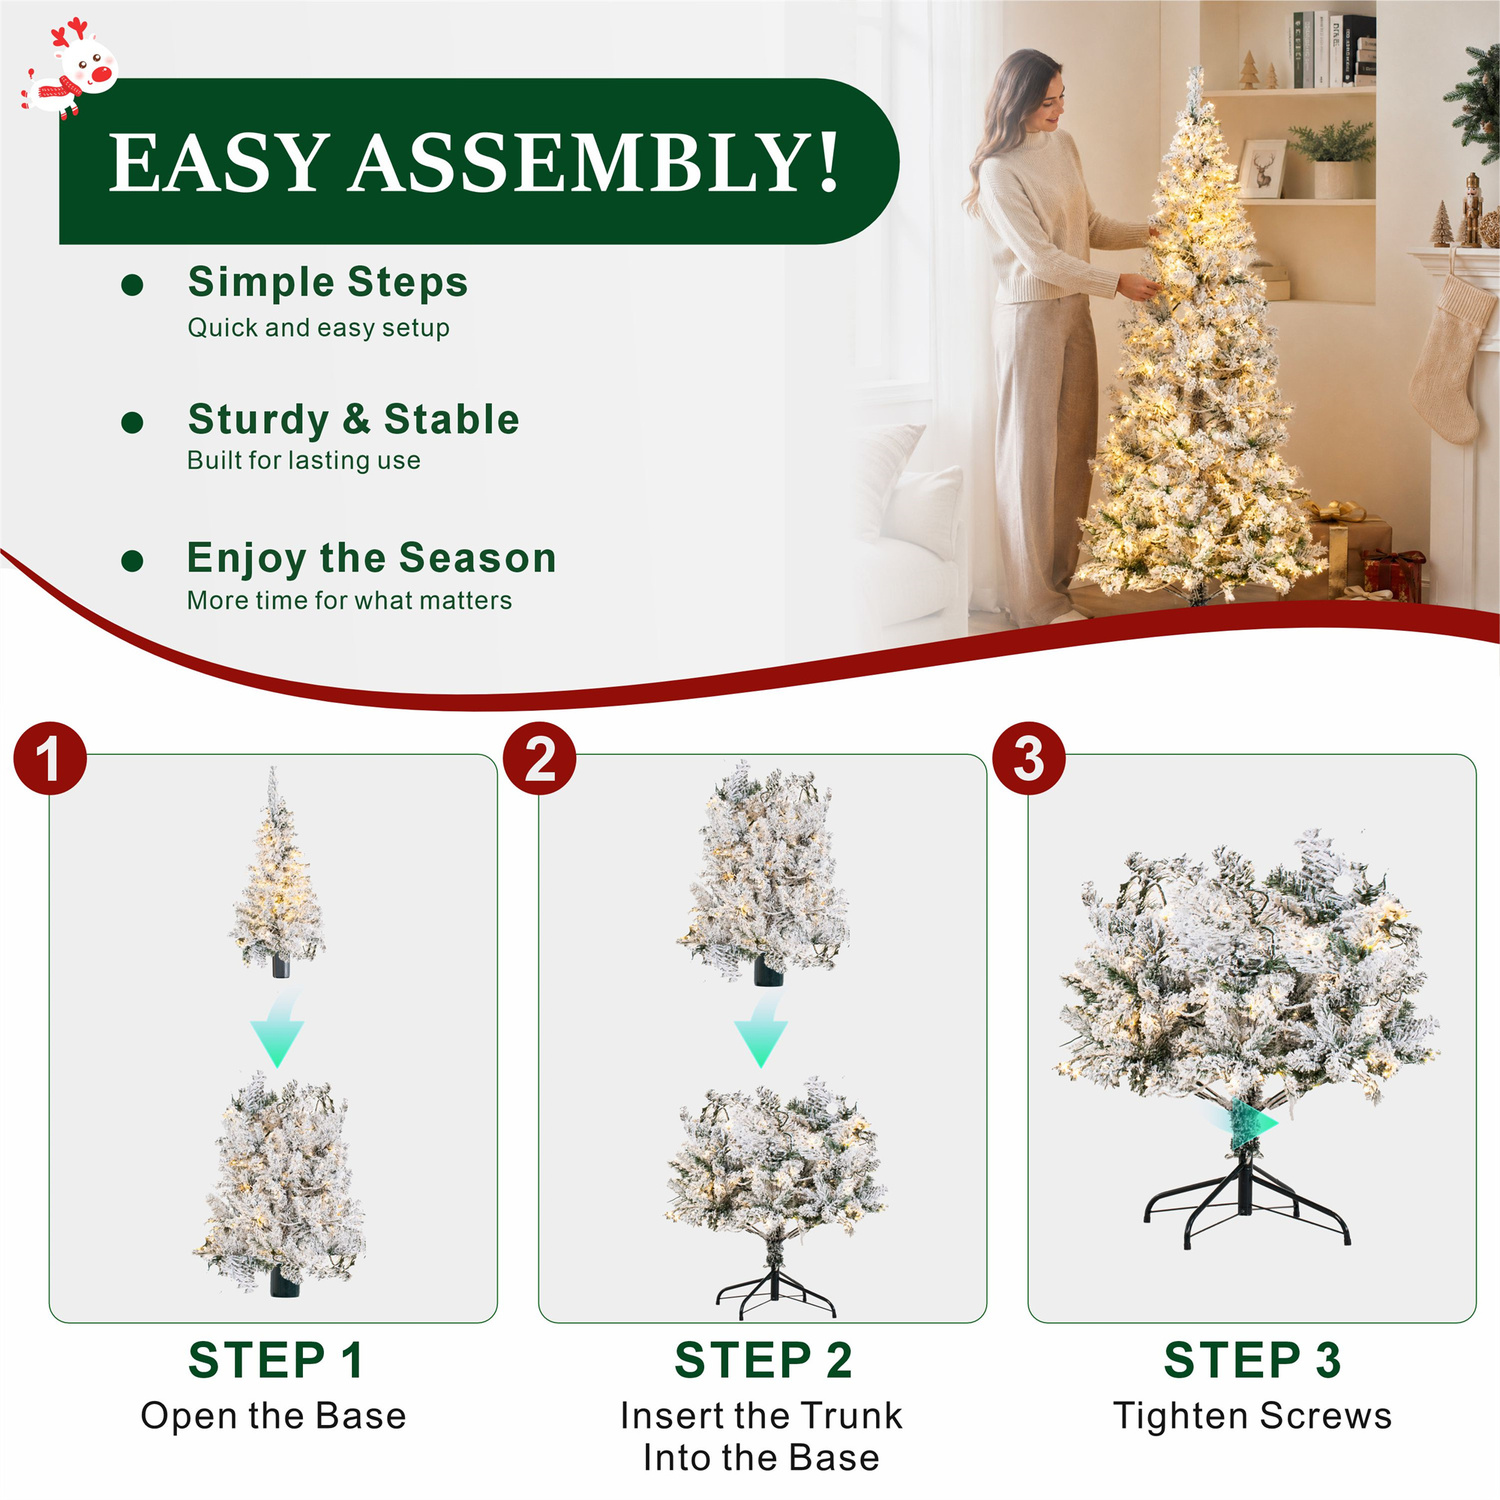 EASY ASSEMBLY!
Simple Steps
Quick and easy setup
Sturdy & Stable
Built for lasting use
Enjoy the Season
More time for what matters
1
2
3
STEP 1
Open the Base
STEP 2
Insert the Trunk
Into the Base
STEP 3
Tighten Screws